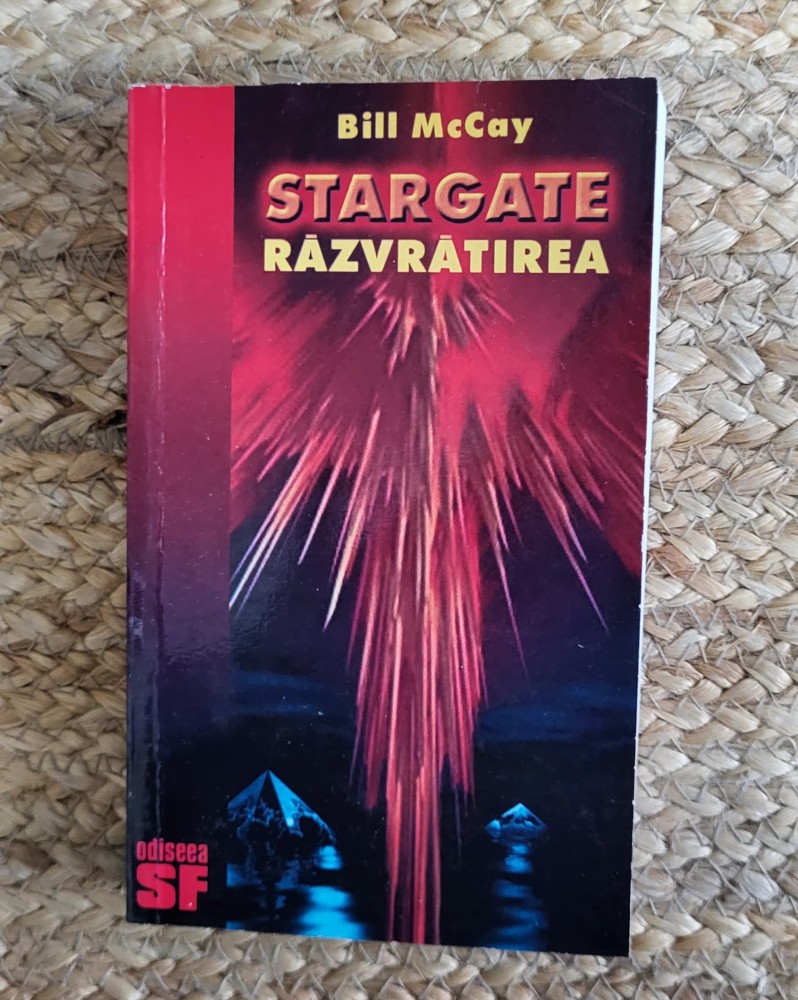 Bill McCay
STARGATE
RĂZVRĂTIREA
odiseea
SF